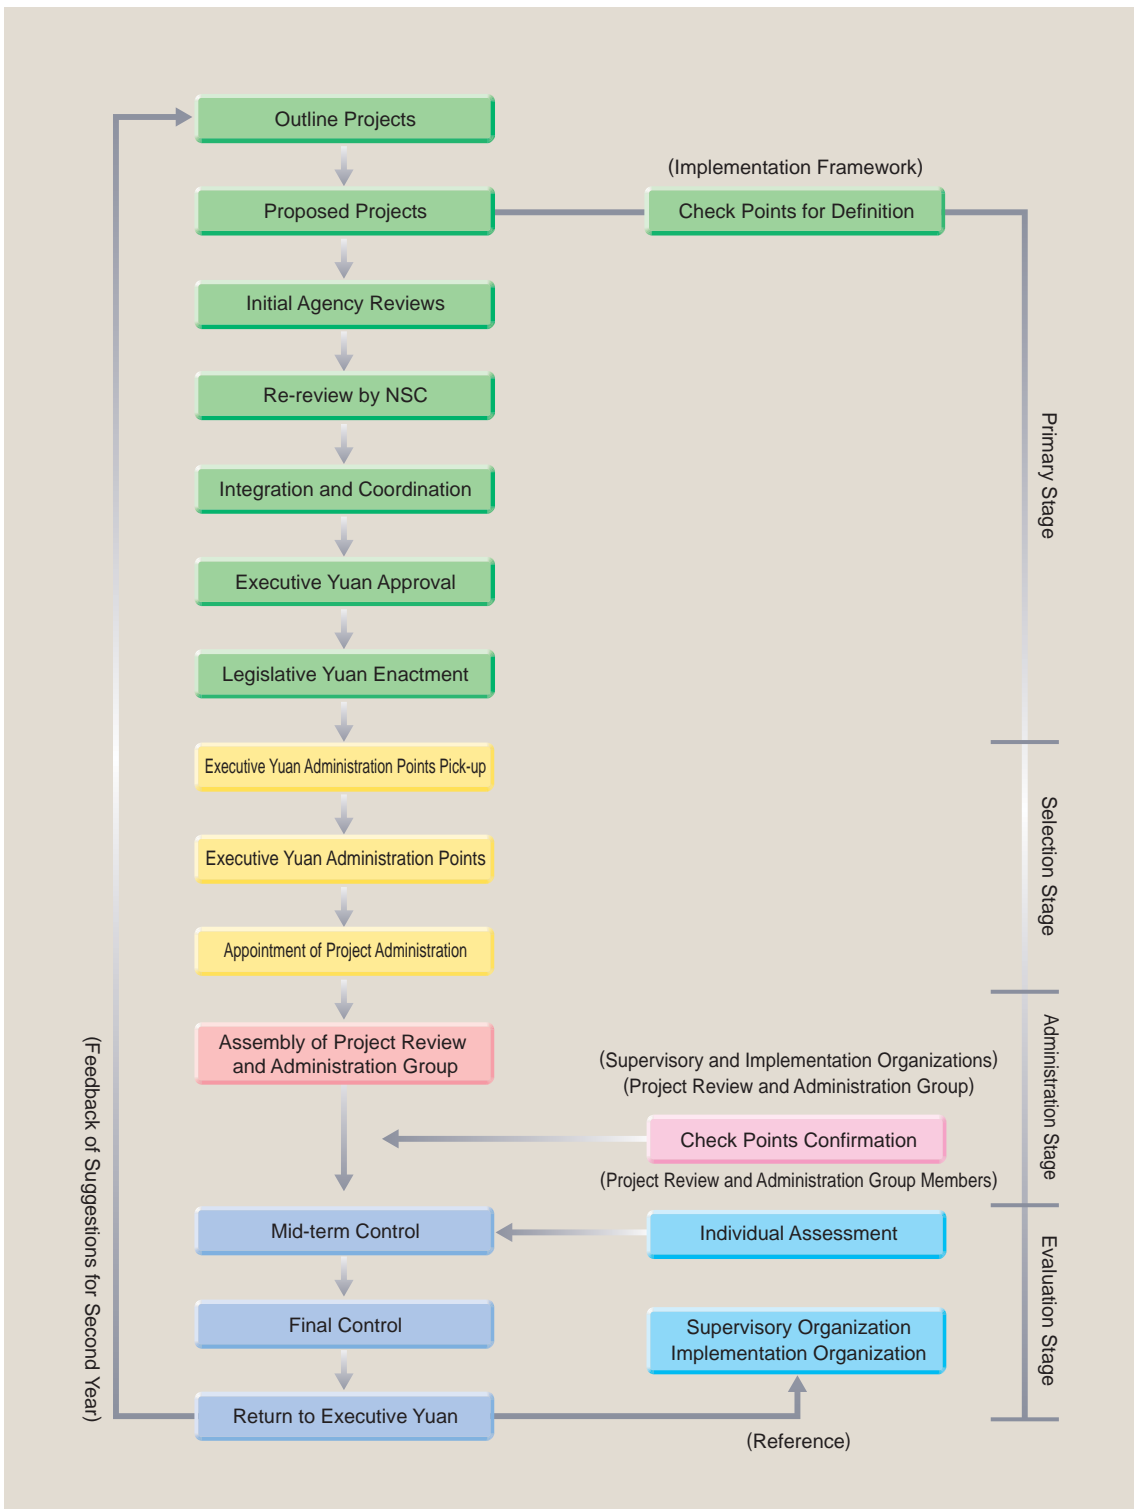 Outline Projects
(Implementation Framework)
Proposed Projects
Check Points for Definition
Initial Agency Reviews
Re-review by NSC
Integration and Coordination
Executive Yuan Approval
Legislative Yuan Enactment
Primary Stage
Executive Yuan Administration Points Pick-up
Executive Yuan Administration Points
Appointment of Project Administration
Selection Stage
Assembly of Project Review
and Administration Group
(Supervisory and Implementation Organizations)
(Project Review and Administration Group)
Check Points Confirmation
(Project Review and Administration Group Members)
Administration Stage
Mid-term Control
Individual Assessment
Final Control
Supervisory Organization
Implementation Organization
Return to Executive Yuan
(Reference)
Evaluation Stage
(Feedback of Suggestions for Second Year)